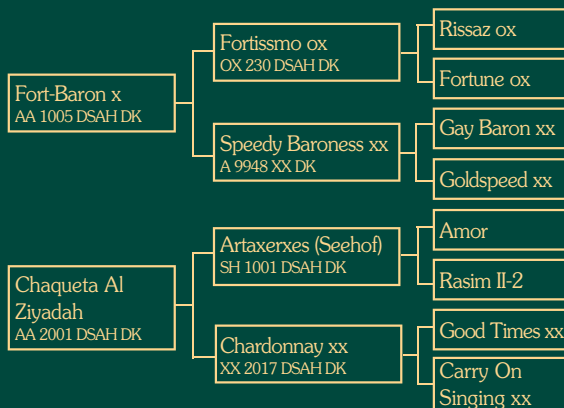 Fort-Baron x
AA 1005 DSAH DK
Fortissmo ox
OX 230 DSAH DK
Rissaz ox
Fortune ox
Speedy Baroness xx
A 9948 XX DK
Gay Baron xx
Goldspeed xx
Chaqueta Al
Ziyadah
AA 2001 DSAH DK
Artaxerxes (Seehof)
SH 1001 DSAH DK
Amor
Rasim II-2
Chardonnay xx
XX 2017 DSAH DK
Good Times xx
Carry On
Singing xx